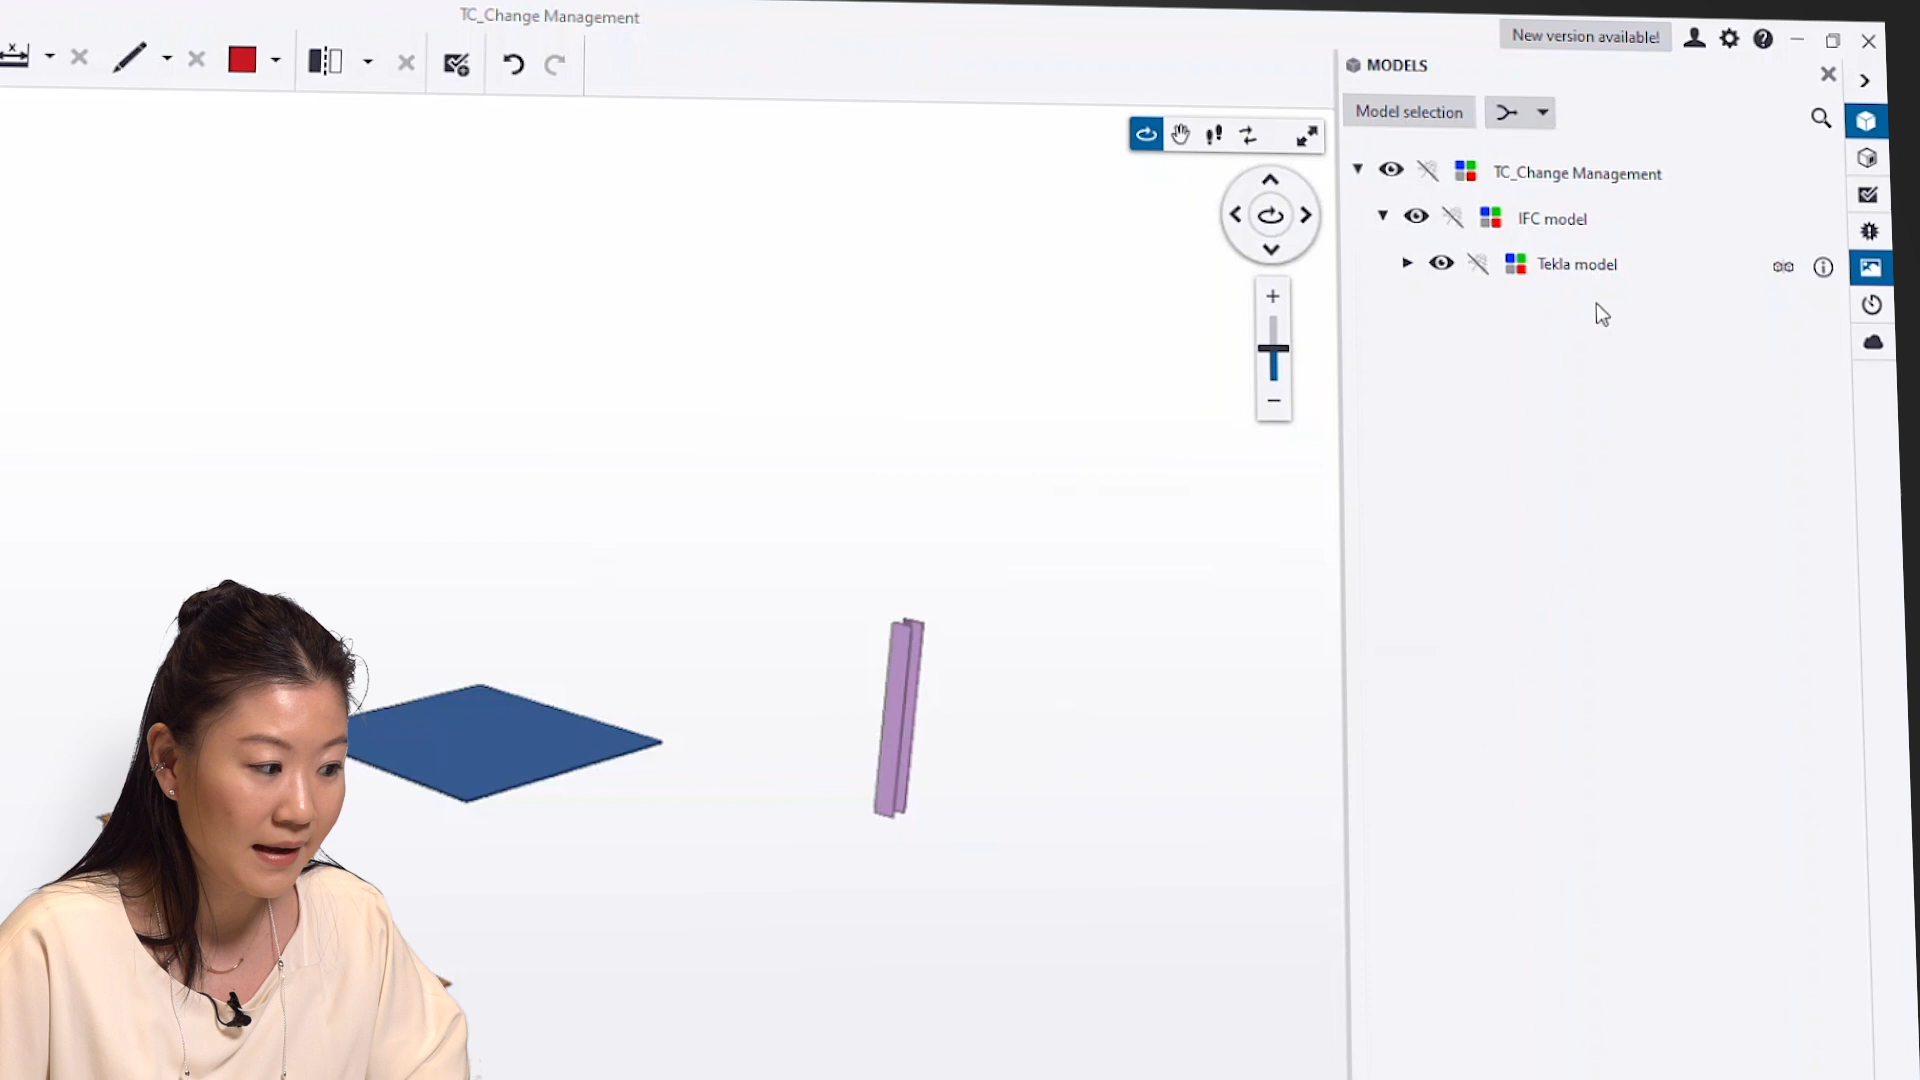 TC_Change Management
New version available!
MODELS
Model selection
TC_Change Management
IFC model
Tekla model